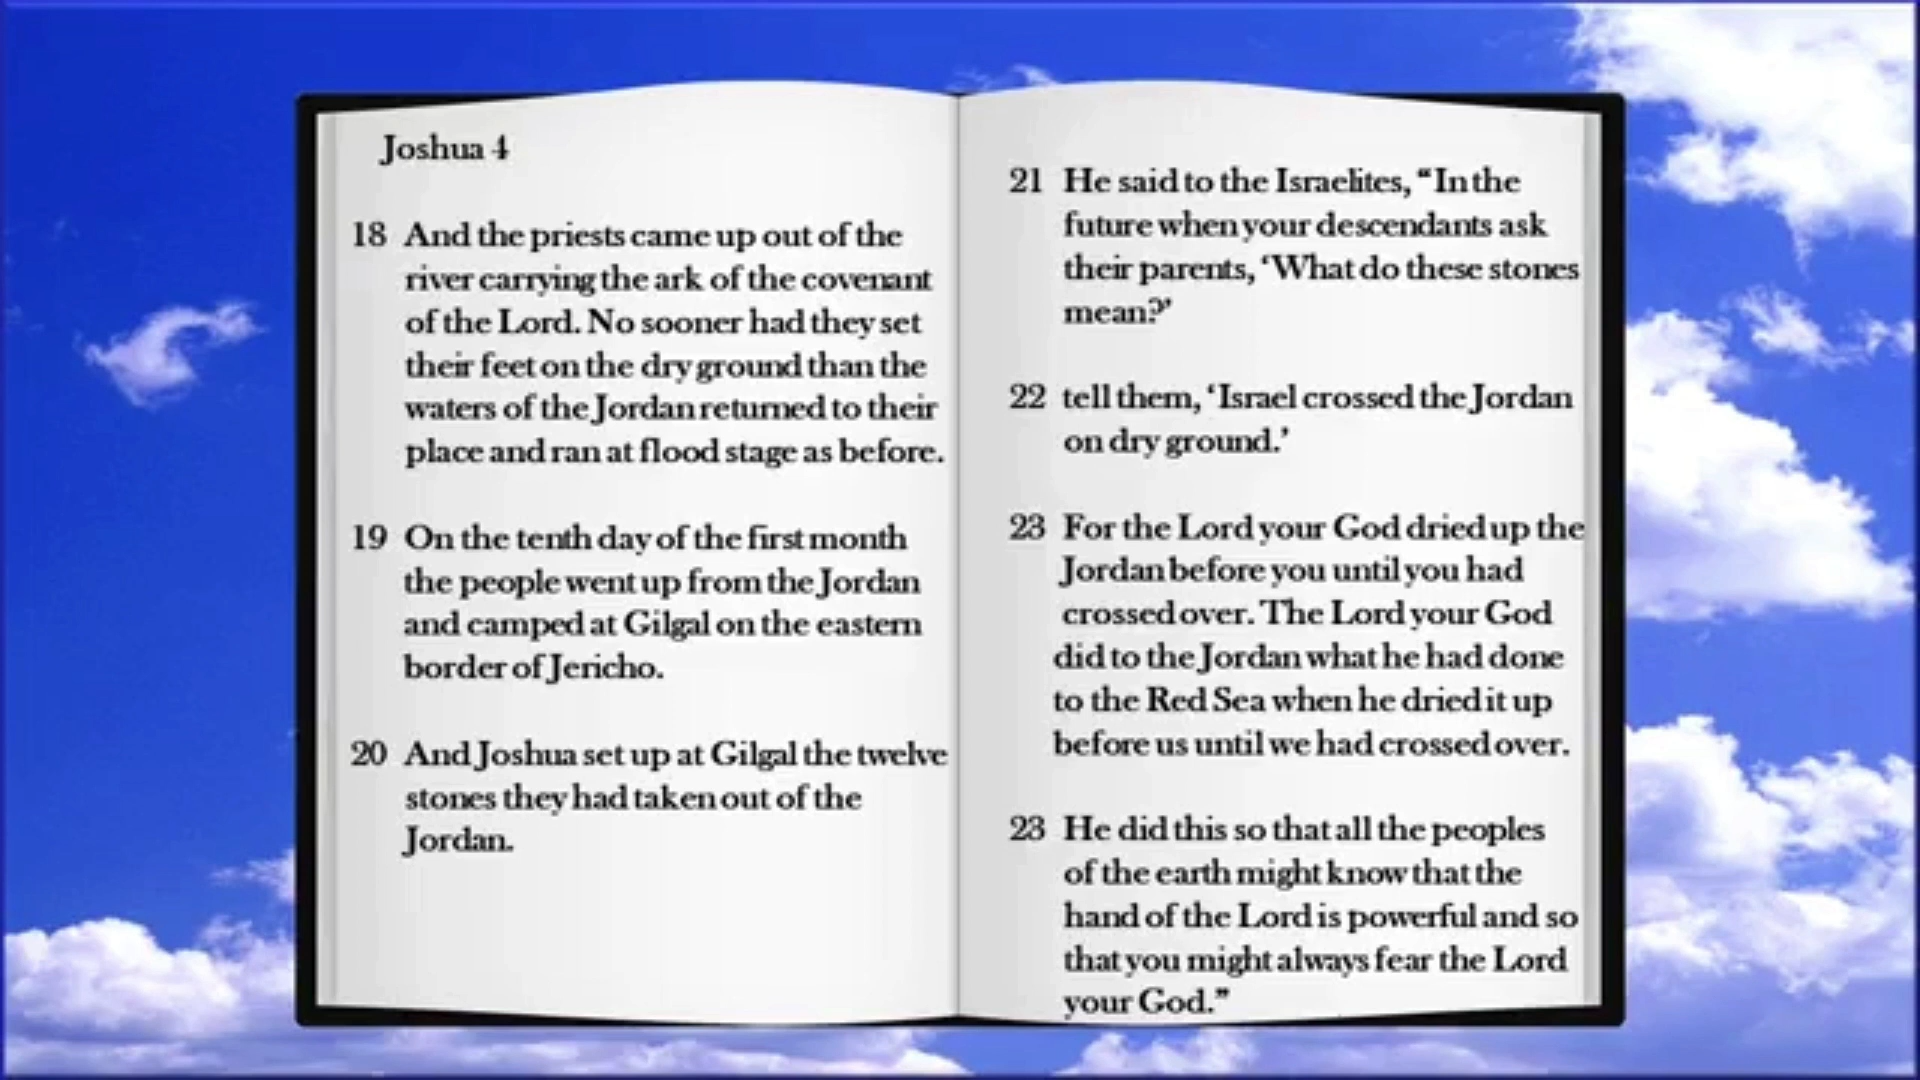 Joshua 4
18 And the priests came up out of the
river carrying the ark of the covenant
of the Lord. No sooner had they set
their feet on the dry ground than the
waters of the Jordan returned to their
place and ran at flood stage as before.
19 On the tenth day of the first month
the people went up from the Jordan
and camped at Gilgal on the eastern
border of Jericho.
20 And Joshua set up at Gilgal the twelve
stones they had taken out of the
Jordan.
21 He said to the Israelites, “In the
future when your descendants ask
their parents, ‘What do these stones
mean?’
22 tell them, ‘Israel crossed the Jordan
on dry ground.’
23 For the Lord your God dried up the
Jordan before you until you had
crossed over. The Lord your God
did to the Jordan what he had done
to the Red Sea when he dried it up
before us until we had crossed over.
23 He did this so that all the peoples
of the earth might know that the
hand of the Lord is powerful and so
that you might always fear the Lord
your God.”